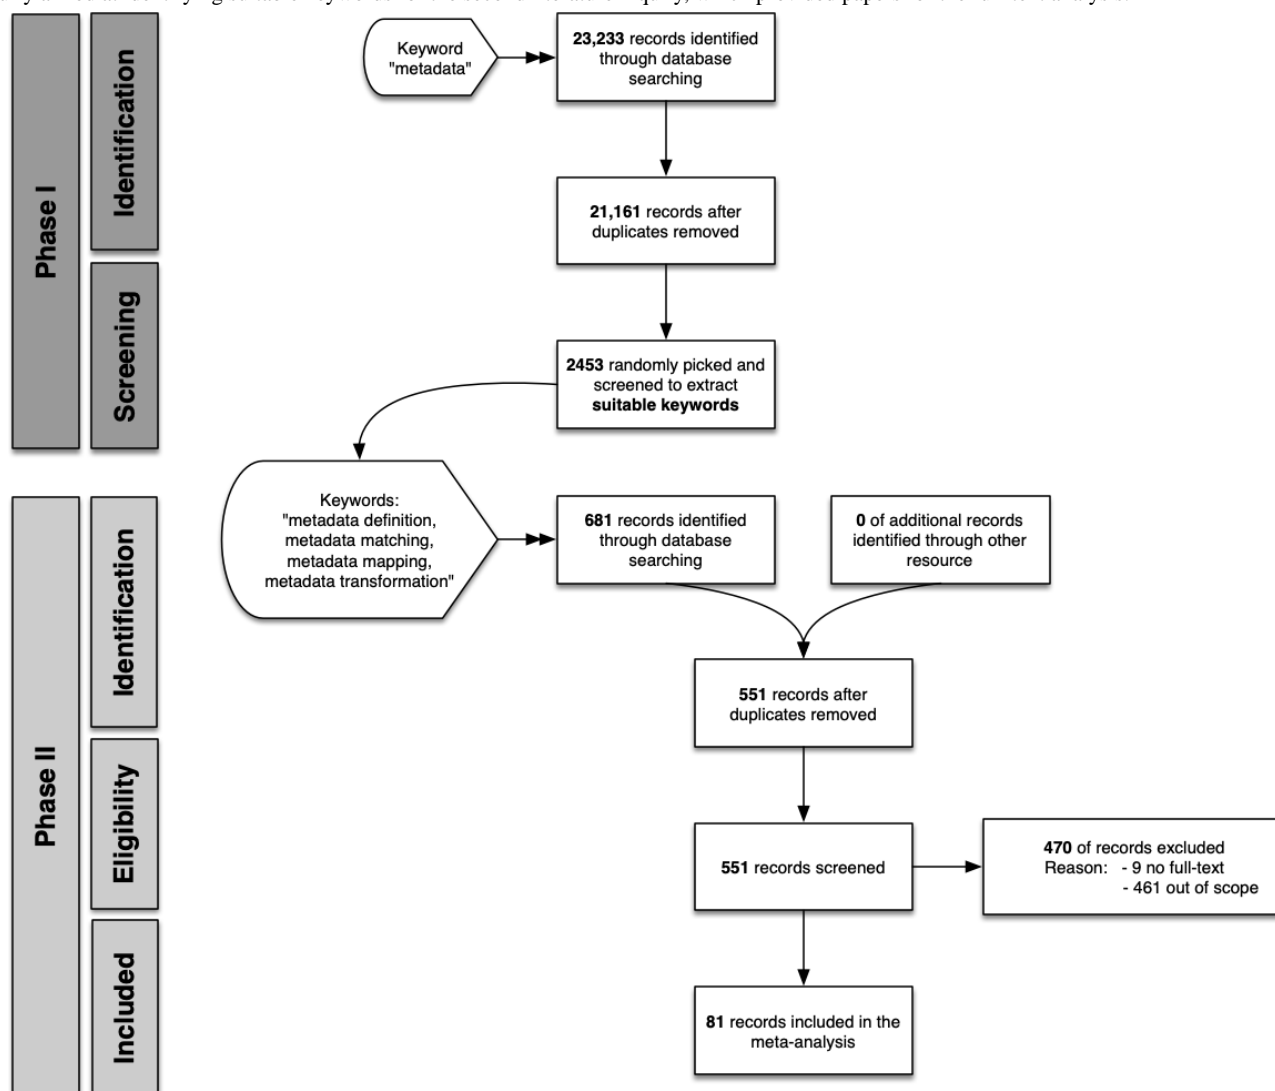 Phase I
Identification
Screening
Keyword
"metadata"
23,233 records identified
through database
searching
21,161 records after
duplicates removed
2453 randomly picked and
screened to extract
suitable keywords
Phase II
Identification
Eligibility
Included
Keywords:
"metadata definition,
metadata matching,
metadata mapping,
metadata transformation"
681 records identified
through database
searching
0 of additional records
identified through other
resource
551 records after
duplicates removed
551 records screened
470 of records excluded
Reason: - 9 no full-text
- 461 out of scope
81 records included in the
meta-analysis